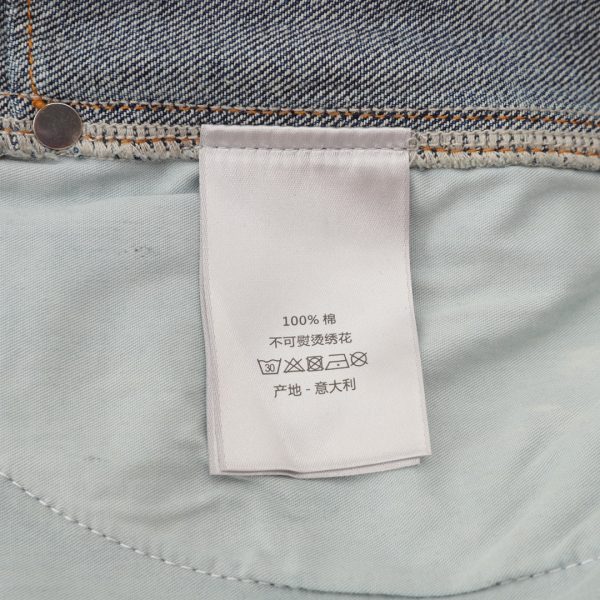 100% 棉
不可熨烫绣花
30
产地 - 意大利